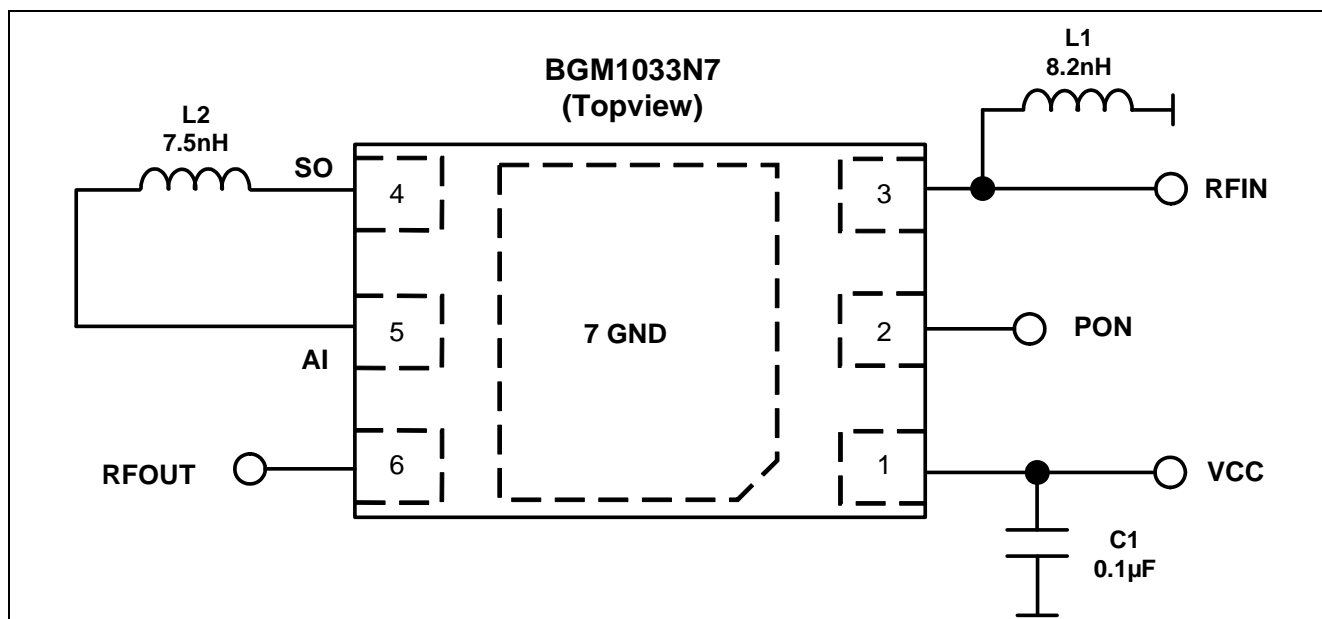 BGM1033N7
(Topview)
L1
8.2nH
L2
7.5nH
SO
4
3
RFIN
7 GND
5
2
PON
AI
RFOUT
6
1
VCC
C1
0.1µF